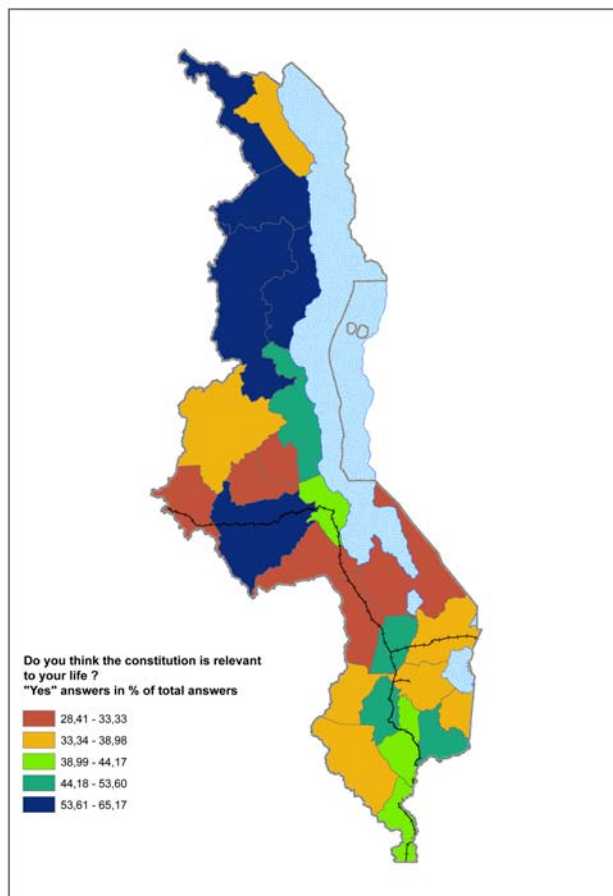 Do you think the constitution is relevant
to your life ?
"Yes" answers in % of total answers
28,41 - 33,33
33,34 - 38,98
38,99 - 44,17
44,18 - 53,60
53,61 - 65,17